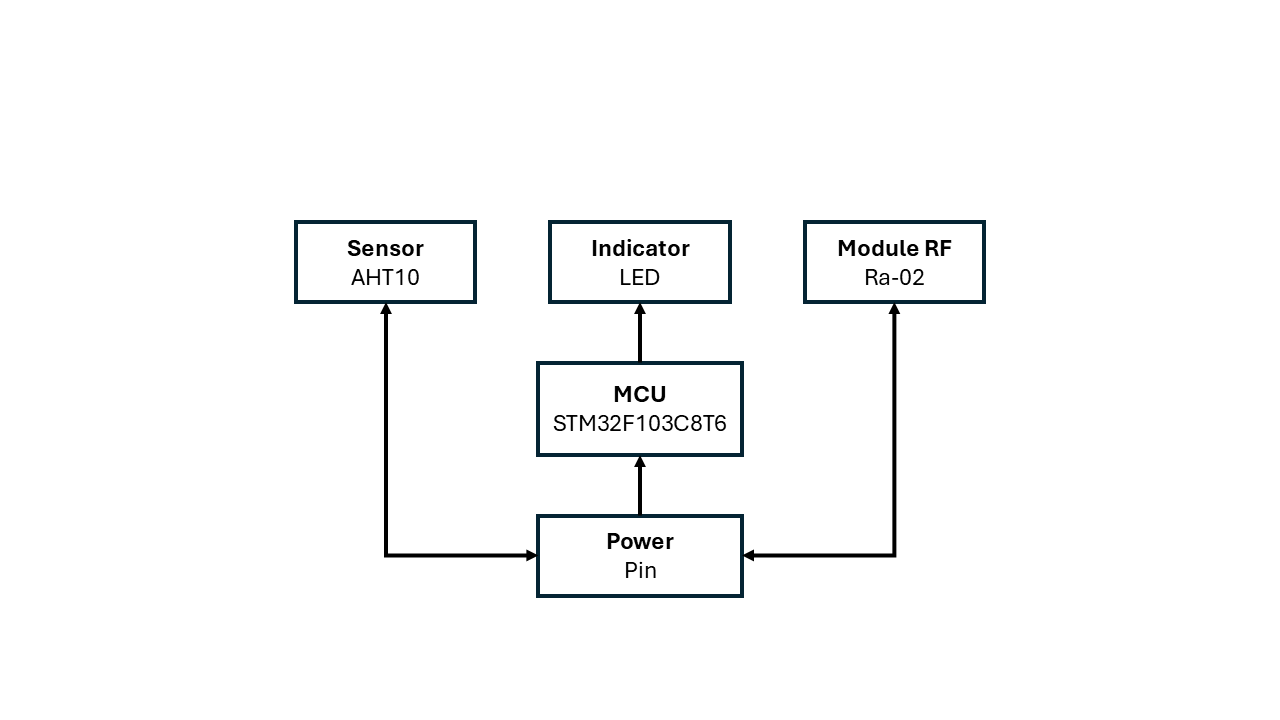 Sensor
AHT10
Indicator
LED
Module RF
Ra-02
MCU
STM32F103C8T6
Power
Pin